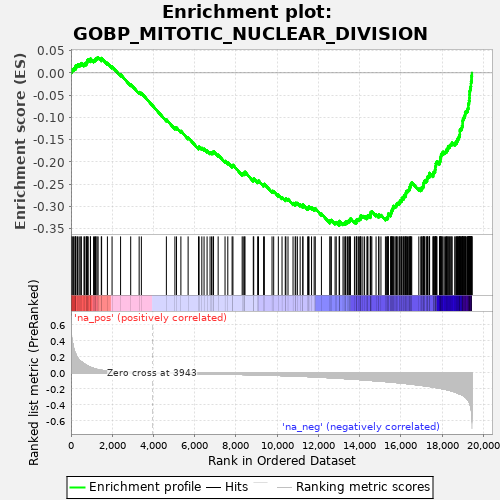 Enrichment plot:
GOBP_MITOTIC_NUCLEAR_DIVISION
Enrichment score (ES)
0.05
0.00
-0.05
-0.10
-0.15
-0.20
-0.25
-0.30
-0.35
'na_pos' (positively correlated)
Ranked list metric (PreRanked)
0.6
0.4
0.2
0.0
-0.2
-0.4
-0.6
Zero cross at 3943
'na_neg' (negatively correlated)
0
2,000
4,000
6,000
8,000
10,000
12,000
14,000
16,000
18,000
20,000
Rank in Ordered Dataset
Enrichment profile
Hits
Ranking metric scores